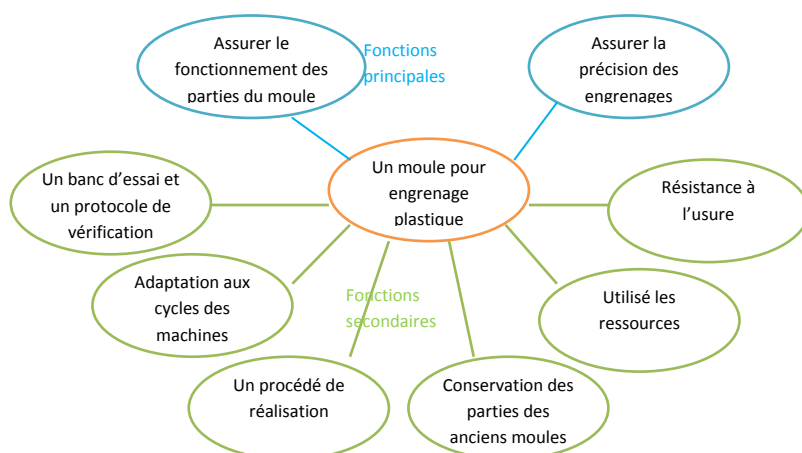 Assurer le
fonctionnement des
parties du moule
Fonctions
principales
Assurer la
précision des
engrenages
Un moule pour
engrenage
plastique
Un banc d'essai et
un protocole de
vérification
Résistance à
l'usure
Adaptation aux
cycles des
machines
Fonctions
secondaires
Utilisé les
ressources
Un procédé de
réalisation
Conservation des
parties des
anciens moules